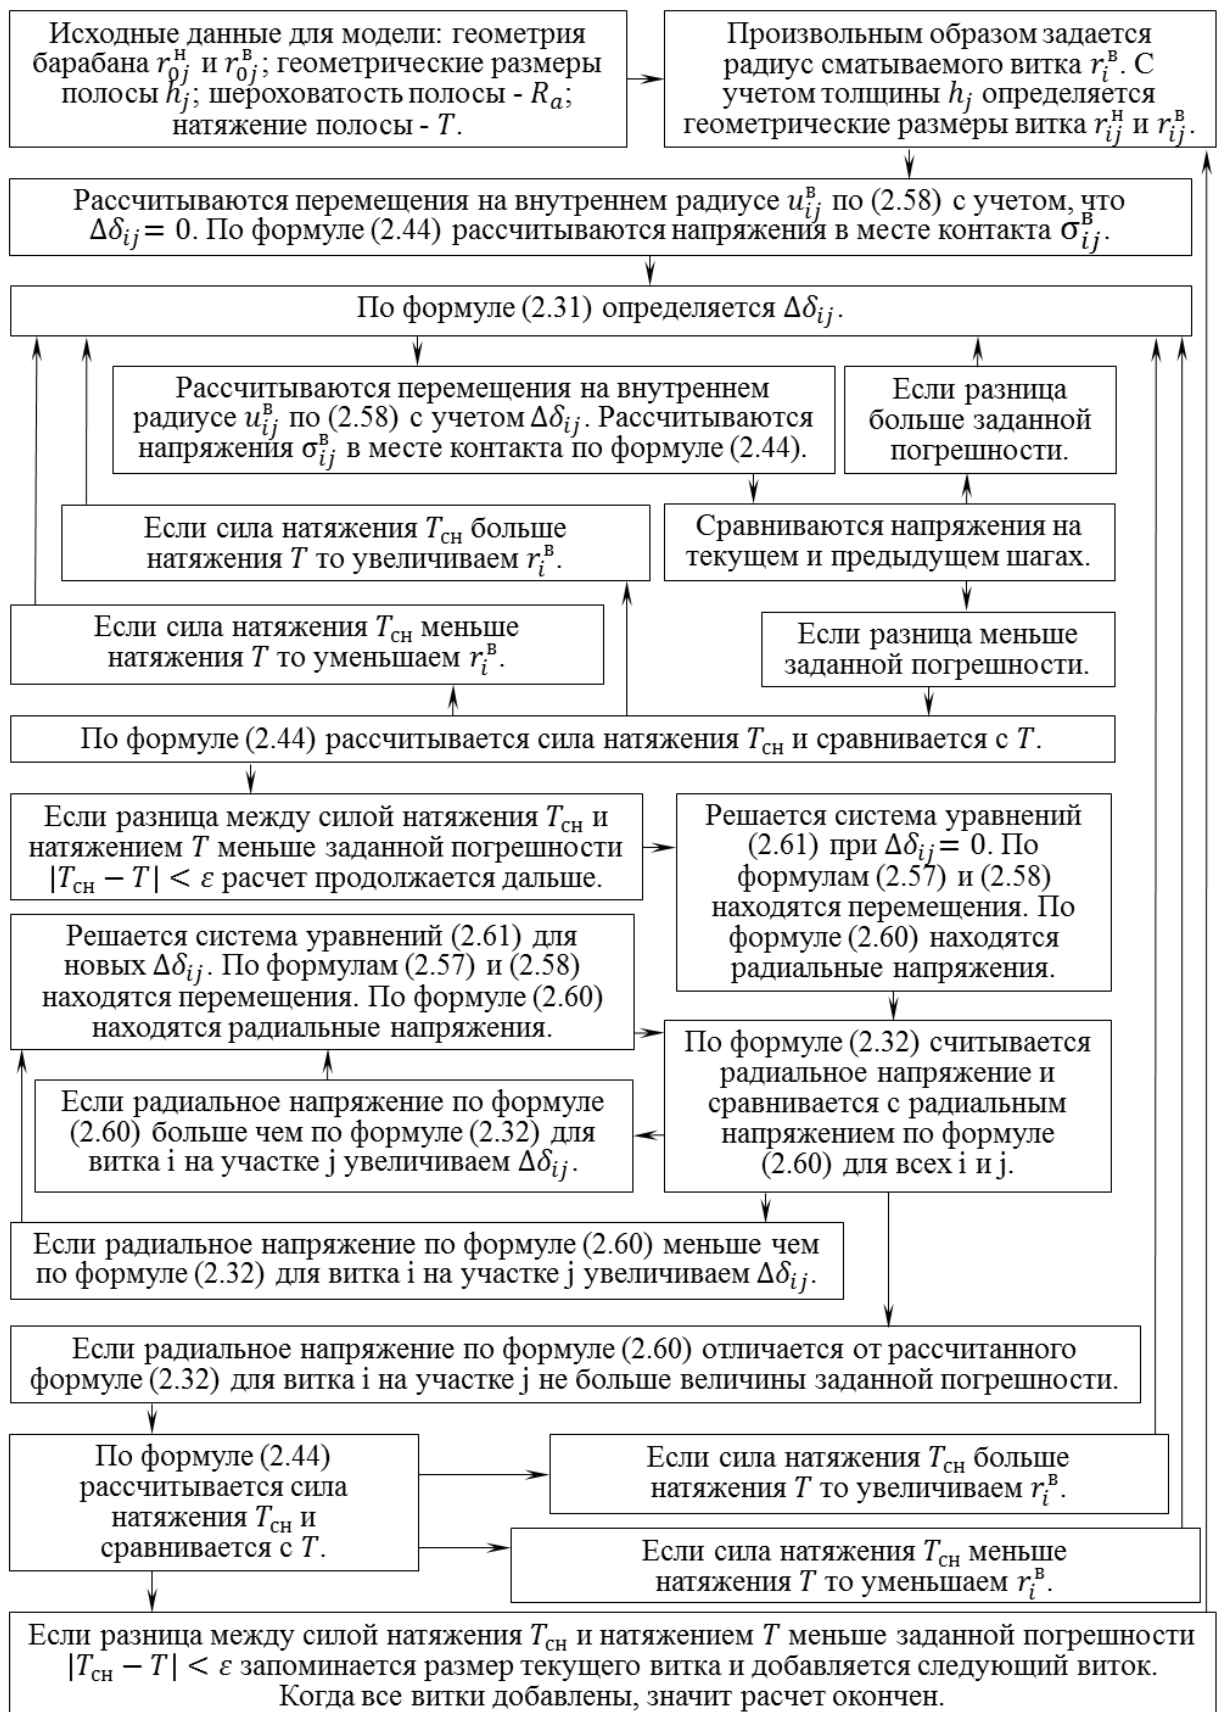 Исходные данные для модели: геометрия
барабана r₀ⱼᴴ и r₀ⱼᴮ; геометрические размеры
полосы hⱼ; шероховатость полосы - Rₐ;
натяжение полосы - T.
Произвольным образом задается
радиус сматываемого витка rᵢᴮ. С
учетом толщины hⱼ определяется
геометрические размеры витка rᵢⱼᴴ и rᵢⱼᴮ.
Рассчитываются перемещения на внутреннем радиусе uᵢⱼᴮ по (2.58) с учетом, что
Δδᵢⱼ = 0. По формуле (2.44) рассчитываются напряжения в месте контакта σᵢⱼᴮ.
По формуле (2.31) определяется Δδᵢⱼ.
Рассчитываются перемещения на внутреннем
радиусе uᵢⱼᴮ по (2.58) с учетом Δδᵢⱼ. Рассчитываются
напряжения σᵢⱼᴮ в месте контакта по формуле (2.44).
Если разница
больше заданной
погрешности.
Если сила натяжения Tсн больше
натяжения T то увеличиваем rᵢᴮ.
Сравниваются напряжения на
текущем и предыдущем шагах.
Если сила натяжения Tсн меньше
натяжения T то уменьшаем rᵢᴮ.
Если разница меньше
заданной погрешности.
По формуле (2.44) рассчитывается сила натяжения Tсн и сравнивается с T.
Если разница между силой натяжения Tсн и
натяжением T меньше заданной погрешности
|Tсн − T| < ε расчет продолжается дальше.
Решается система уравнений
(2.61) при Δδᵢⱼ = 0. По
формулам (2.57) и (2.58)
находятся перемещения. По
формуле (2.60) находятся
радиальные напряжения.
Решается система уравнений (2.61) для
новых Δδᵢⱼ. По формулам (2.57) и (2.58)
находятся перемещения. По формуле (2.60)
находятся радиальные напряжения.
По формуле (2.32) считывается
радиальное напряжение и
сравнивается с радиальным
напряжением по формуле
(2.60) для всех i и j.
Если радиальное напряжение по формуле
(2.60) больше чем по формуле (2.32) для
витка i на участке j увеличиваем Δδᵢⱼ.
Если радиальное напряжение по формуле (2.60) меньше чем
по формуле (2.32) для витка i на участке j увеличиваем Δδᵢⱼ.
Если радиальное напряжение по формуле (2.60) отличается от рассчитанного
формуле (2.32) для витка i на участке j не больше величины заданной погрешности.
По формуле (2.44)
рассчитывается сила
натяжения Tсн и
сравнивается с T.
Если сила натяжения Tсн больше
натяжения T то увеличиваем rᵢᴮ.
Если сила натяжения Tсн меньше
натяжения T то уменьшаем rᵢᴮ.
Если разница между силой натяжения Tсн и натяжением T меньше заданной погрешности
|Tсн − T| < ε запоминается размер текущего витка и добавляется следующий виток.
Когда все витки добавлены, значит расчет окончен.